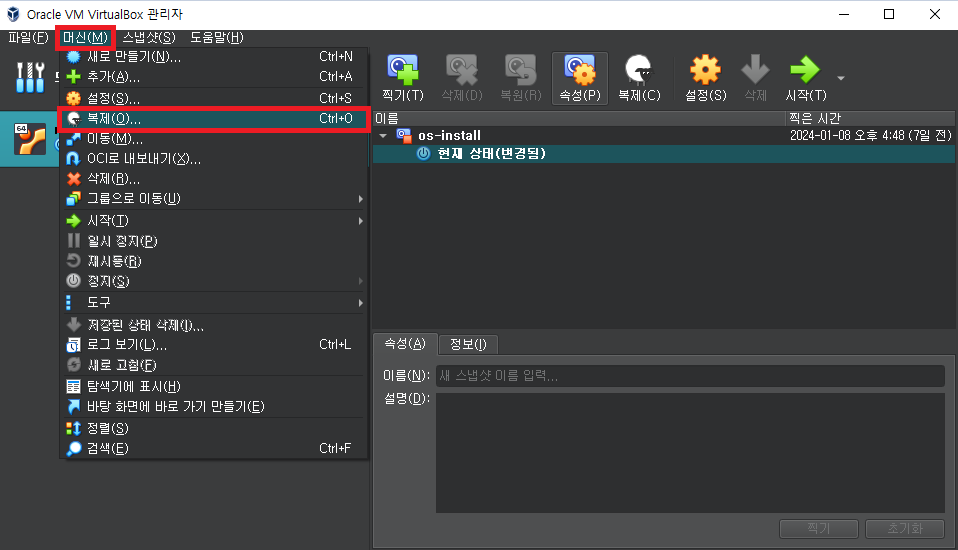 Oracle VM VirtualBox 관리자
파일(F) 머신(M) 스냅샷(S) 도움말(H)
새로 만들기(N)... Ctrl+N
추가(A)... Ctrl+A
설정(S)... Ctrl+S
복제(O)... Ctrl+O
이동(M)...
OCI로 내보내기(X)...
삭제(R)...
그룹으로 이동(U)
시작(T)
일시 정지(P)
재시동(R)
정지(S)
도구
저장된 상태 삭제(I)...
로그 보기(L)... Ctrl+L
새로 고침(F)
탐색기에 표시(H)
바탕 화면에 바로 가기 만들기(E)
정렬(S)
검색(E) Ctrl+F
64
찍기(T) 삭제(D) 복원(R) 속성(P) 복제(C) 설정(S) 삭제 시작(T)
이름 찍은 시간
os-install 2024-01-08 오후 4:48 (7일 전)
현재 상태(변경됨)
속성(A) 정보(I)
이름(N): 새 스냅샷 이름 입력...
설명(D):
찍기 초기화